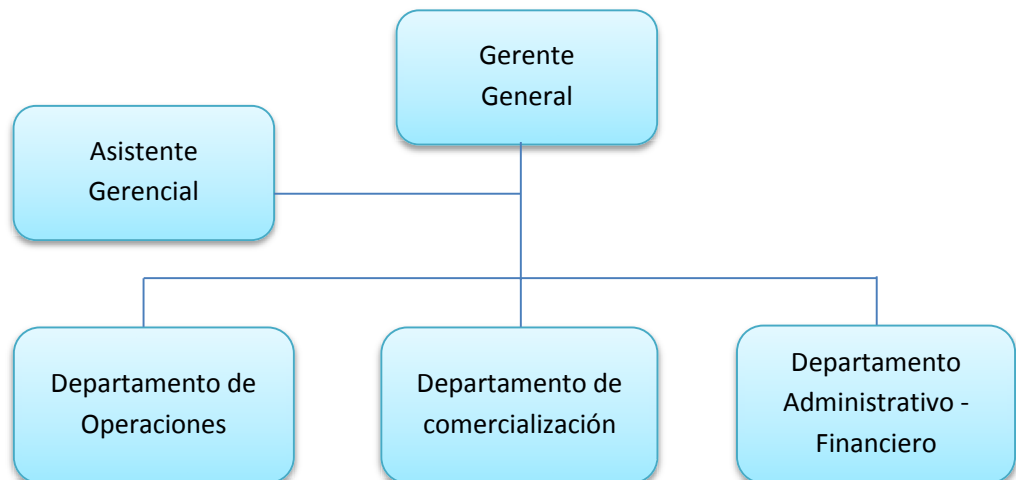 Gerente
General
Asistente
Gerencial
Departamento de
Operaciones
Departamento de
comercialización
Departamento
Administrativo -
Financiero